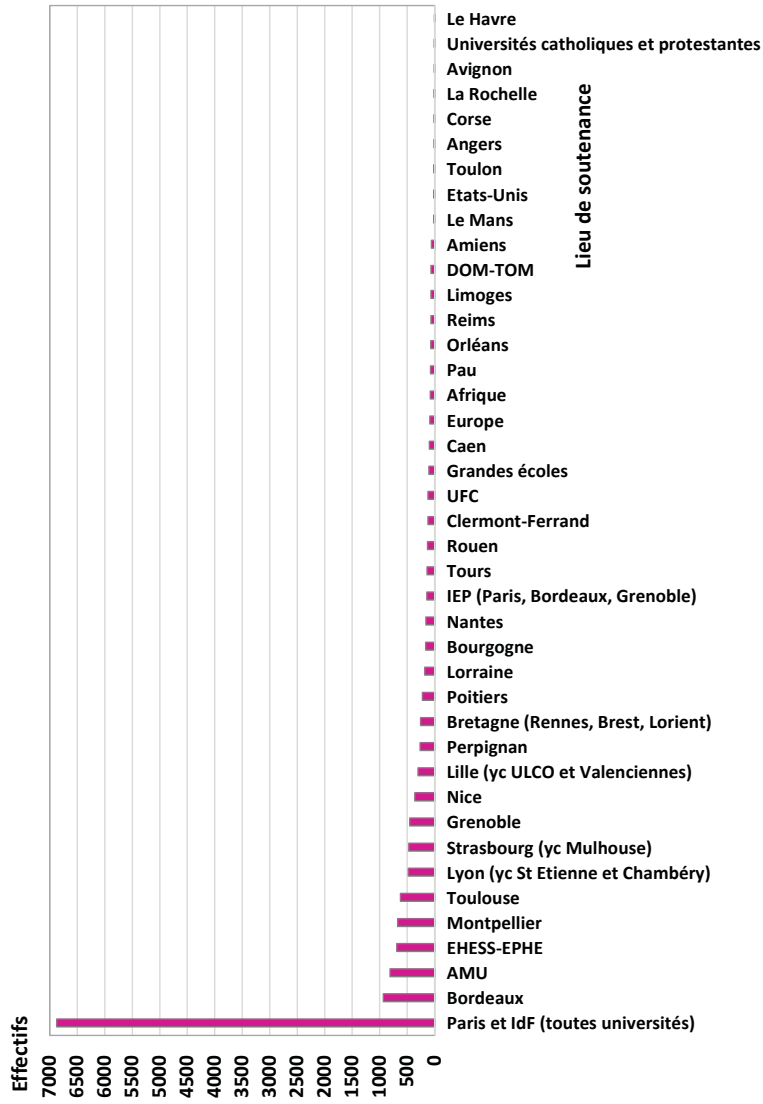 Le Havre
Universités catholiques et protestantes
Avignon
La Rochelle
Corse
Angers
Toulon
Etats-Unis
Le Mans
Amiens
DOM-TOM
Limoges
Reims
Orléans
Pau
Afrique
Europe
Caen
Grandes écoles
UFC
Clermont-Ferrand
Rouen
Tours
IEP (Paris, Bordeaux, Grenoble)
Nantes
Bourgogne
Lorraine
Poitiers
Bretagne (Rennes, Brest, Lorient)
Perpignan
Lille (yc ULCO et Valenciennes)
Nice
Grenoble
Strasbourg (yc Mulhouse)
Lyon (yc St Etienne et Chambéry)
Toulouse
Montpellier
EHESS-EPHE
AMU
Bordeaux
Paris et IdF (toutes universités)
Lieu de soutenance
Effectifs
7000
6500
6000
5500
5000
4500
4000
3500
3000
2500
2000
1500
1000
500
0